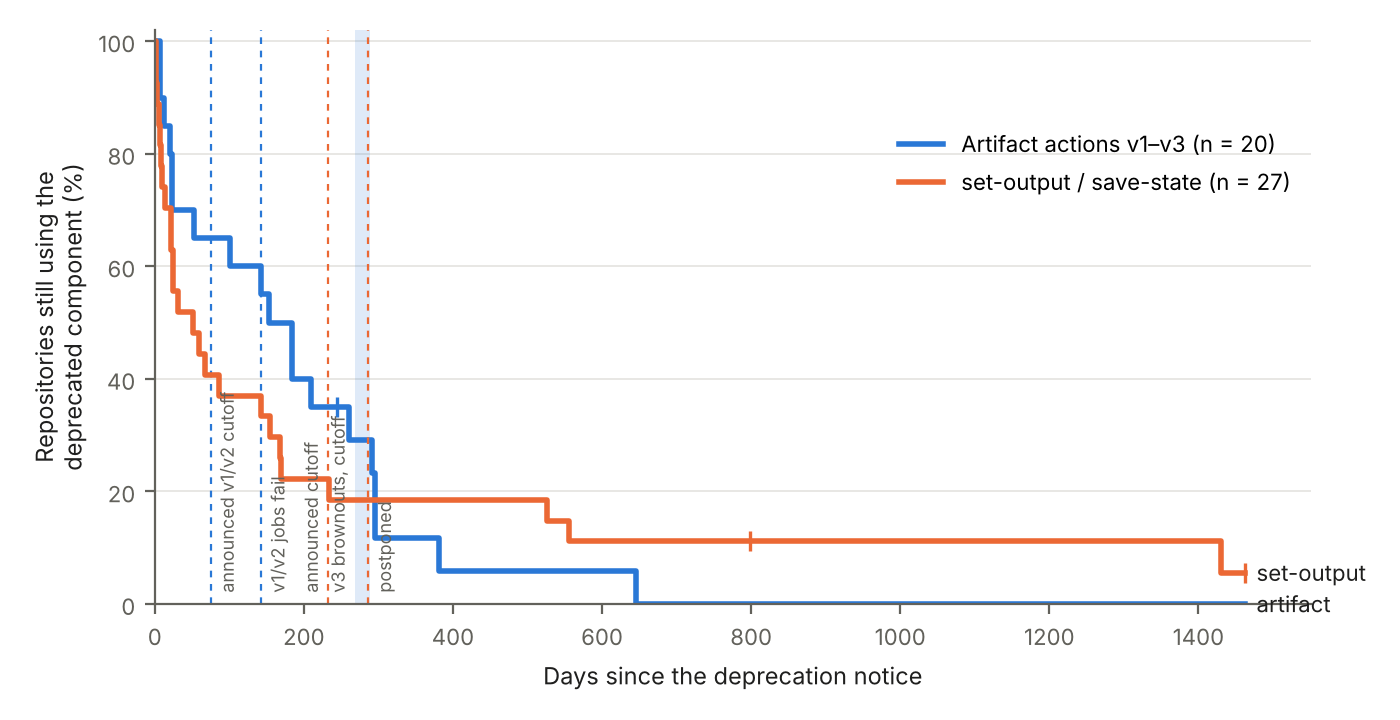 Repositories still using the
deprecated component (%)
100
80
60
40
20
0
Artifact actions v1–v3 (n = 20)
set-output / save-state (n = 27)
announced v1/v2 cutoff
v1/v2 jobs fail
announced cutoff
v3 brownouts, cutoff
postponed
set-output
artifact
0
200
400
600
800
1000
1200
1400
Days since the deprecation notice